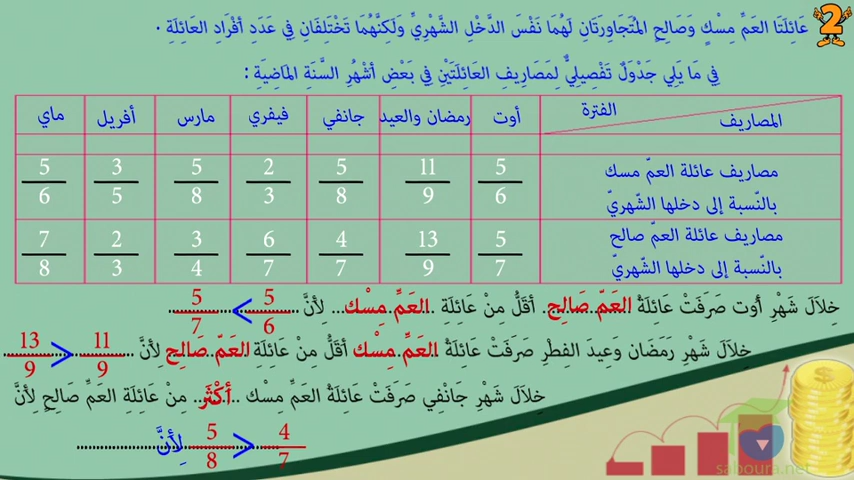 2
عَائِلَتَا العَمِّ مِسْكٍ وَصَالِحٍ المُتَجَاوِرَتَانِ لَهُمَا نَفْسَ الدَّخْلِ الشَّهْرِيِّ وَلَكِنَّهُمَا تَخْتَلِفَانِ فِي عَدَدِ أَفْرَادِ العَائِلَةِ .
فِي مَا يَلِي جَدْوَلٌ تَفْصِيلِيٌّ لِمَصَارِيفِ العَائِلَتَيْنِ فِي بَعْضِ أَشْهُرِ السَّنَةِ المَاضِيَةِ :
الفترة المصاريف أوت رمضان والعيد جانفي فيفري مارس أفريل ماي
مصاريف عائلة العمّ مسك
بالنّسبة إلى دخلها الشّهريّ
5/6 11/9 5/8 2/3 5/8 3/5 5/6
مصاريف عائلة العمّ صالح
بالنّسبة إلى دخلها الشّهريّ
5/7 13/9 4/7 6/7 3/4 2/3 7/8
خِلَالَ شَهْرِ أُوت صَرَفَتْ عَائِلَةُ العَمِّ صَالِحٍ أَقَلُّ مِنْ عَائِلَةِ العَمِّ مِسْك لِأَنَّ 5/6 > 5/7
خِلَالَ شَهْرِ رَمَضَان وَعِيدَ الفِطْرِ صَرَفَتْ عَائِلَةُ العَمِّ مِسْك أَقَلُّ مِنْ عَائِلَةِ العَمِّ صَالِحٍ لِأَنَّ 11/9 < 13/9
خِلَالَ شَهْرِ جَانْفِي صَرَفَتْ عَائِلَةُ العَمِّ مِسْك أَكْثَرَ مِنْ عَائِلَةِ العَمِّ صَالِحٍ لِأَنَّ
4/7 < 5/8 لِأَنَّ
saboura.net